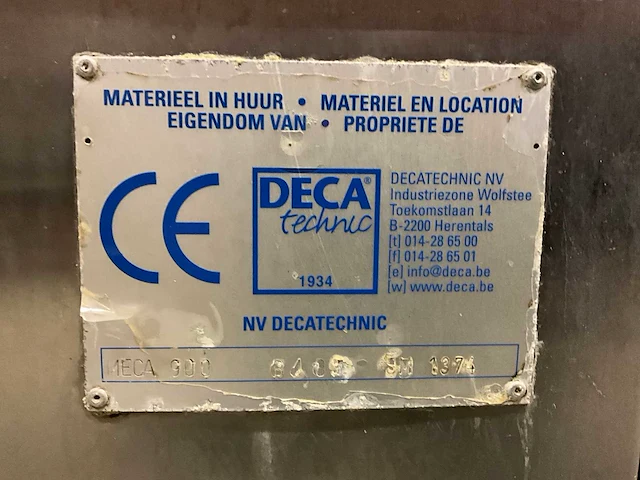 MATERIEEL IN HUUR • MATERIEL EN LOCATION
EIGENDOM VAN • PROPRIETE DE
CE
DECA®
technic
1934
DECATECHNIC NV
Industriezone Wolfstee
Toekomstlaan 14
B-2200 Herentals
[t] 014-28 65 00
[f] 014-28 65 01
[e] info@deca.be
[w] www.deca.be
NV DECATECHNIC
MECA 900